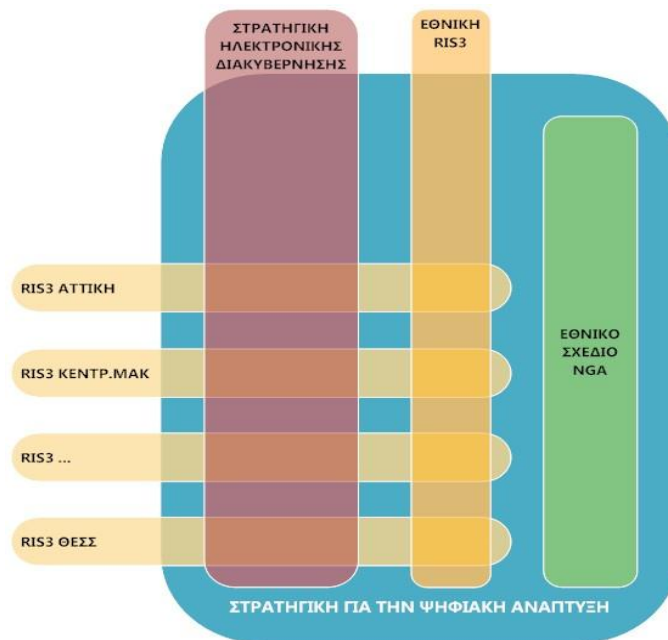 ΣΤΡΑΤΗΓΙΚΗ
ΗΛΕΚΤΡΟΝΙΚΗΣ
ΔΙΑΚΥΒΕΡΝΗΣΗΣ
ΕΘΝΙΚΗ
RIS3
RIS3 ΑΤΤΙΚΗ
RIS3 ΚΕΝΤΡ.ΜΑΚ
RIS3 ...
RIS3 ΘΕΣΣ
ΕΘΝΙΚΟ
ΣΧΕΔΙΟ
NGA
ΣΤΡΑΤΗΓΙΚΗ ΓΙΑ ΤΗΝ ΨΗΦΙΑΚΗ ΑΝΑΠΤΥΞΗ